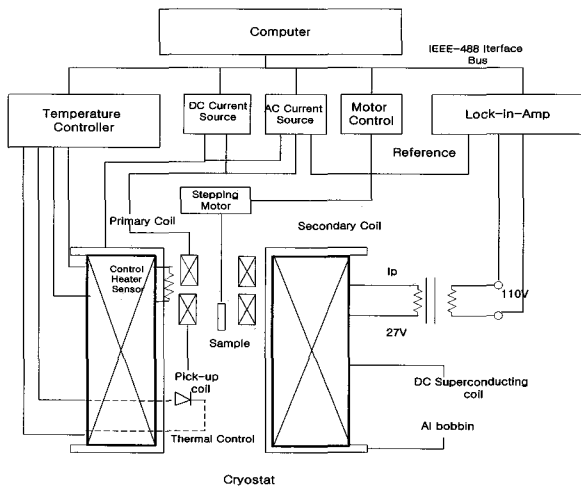 Computer
IEEE-488 Iterface
Bus
Temperature
Controller
DC Current
Source
AC Current
Source
Motor
Control
Lock-in-Amp
Reference
Stepping
Motor
Primary Coil
Secondary Coil
Control
Heater
Sensor
Ip
110V
27V
Sample
Pick-up
coil
DC Superconducting
coil
Thermal Control
Al bobbin
Cryostat